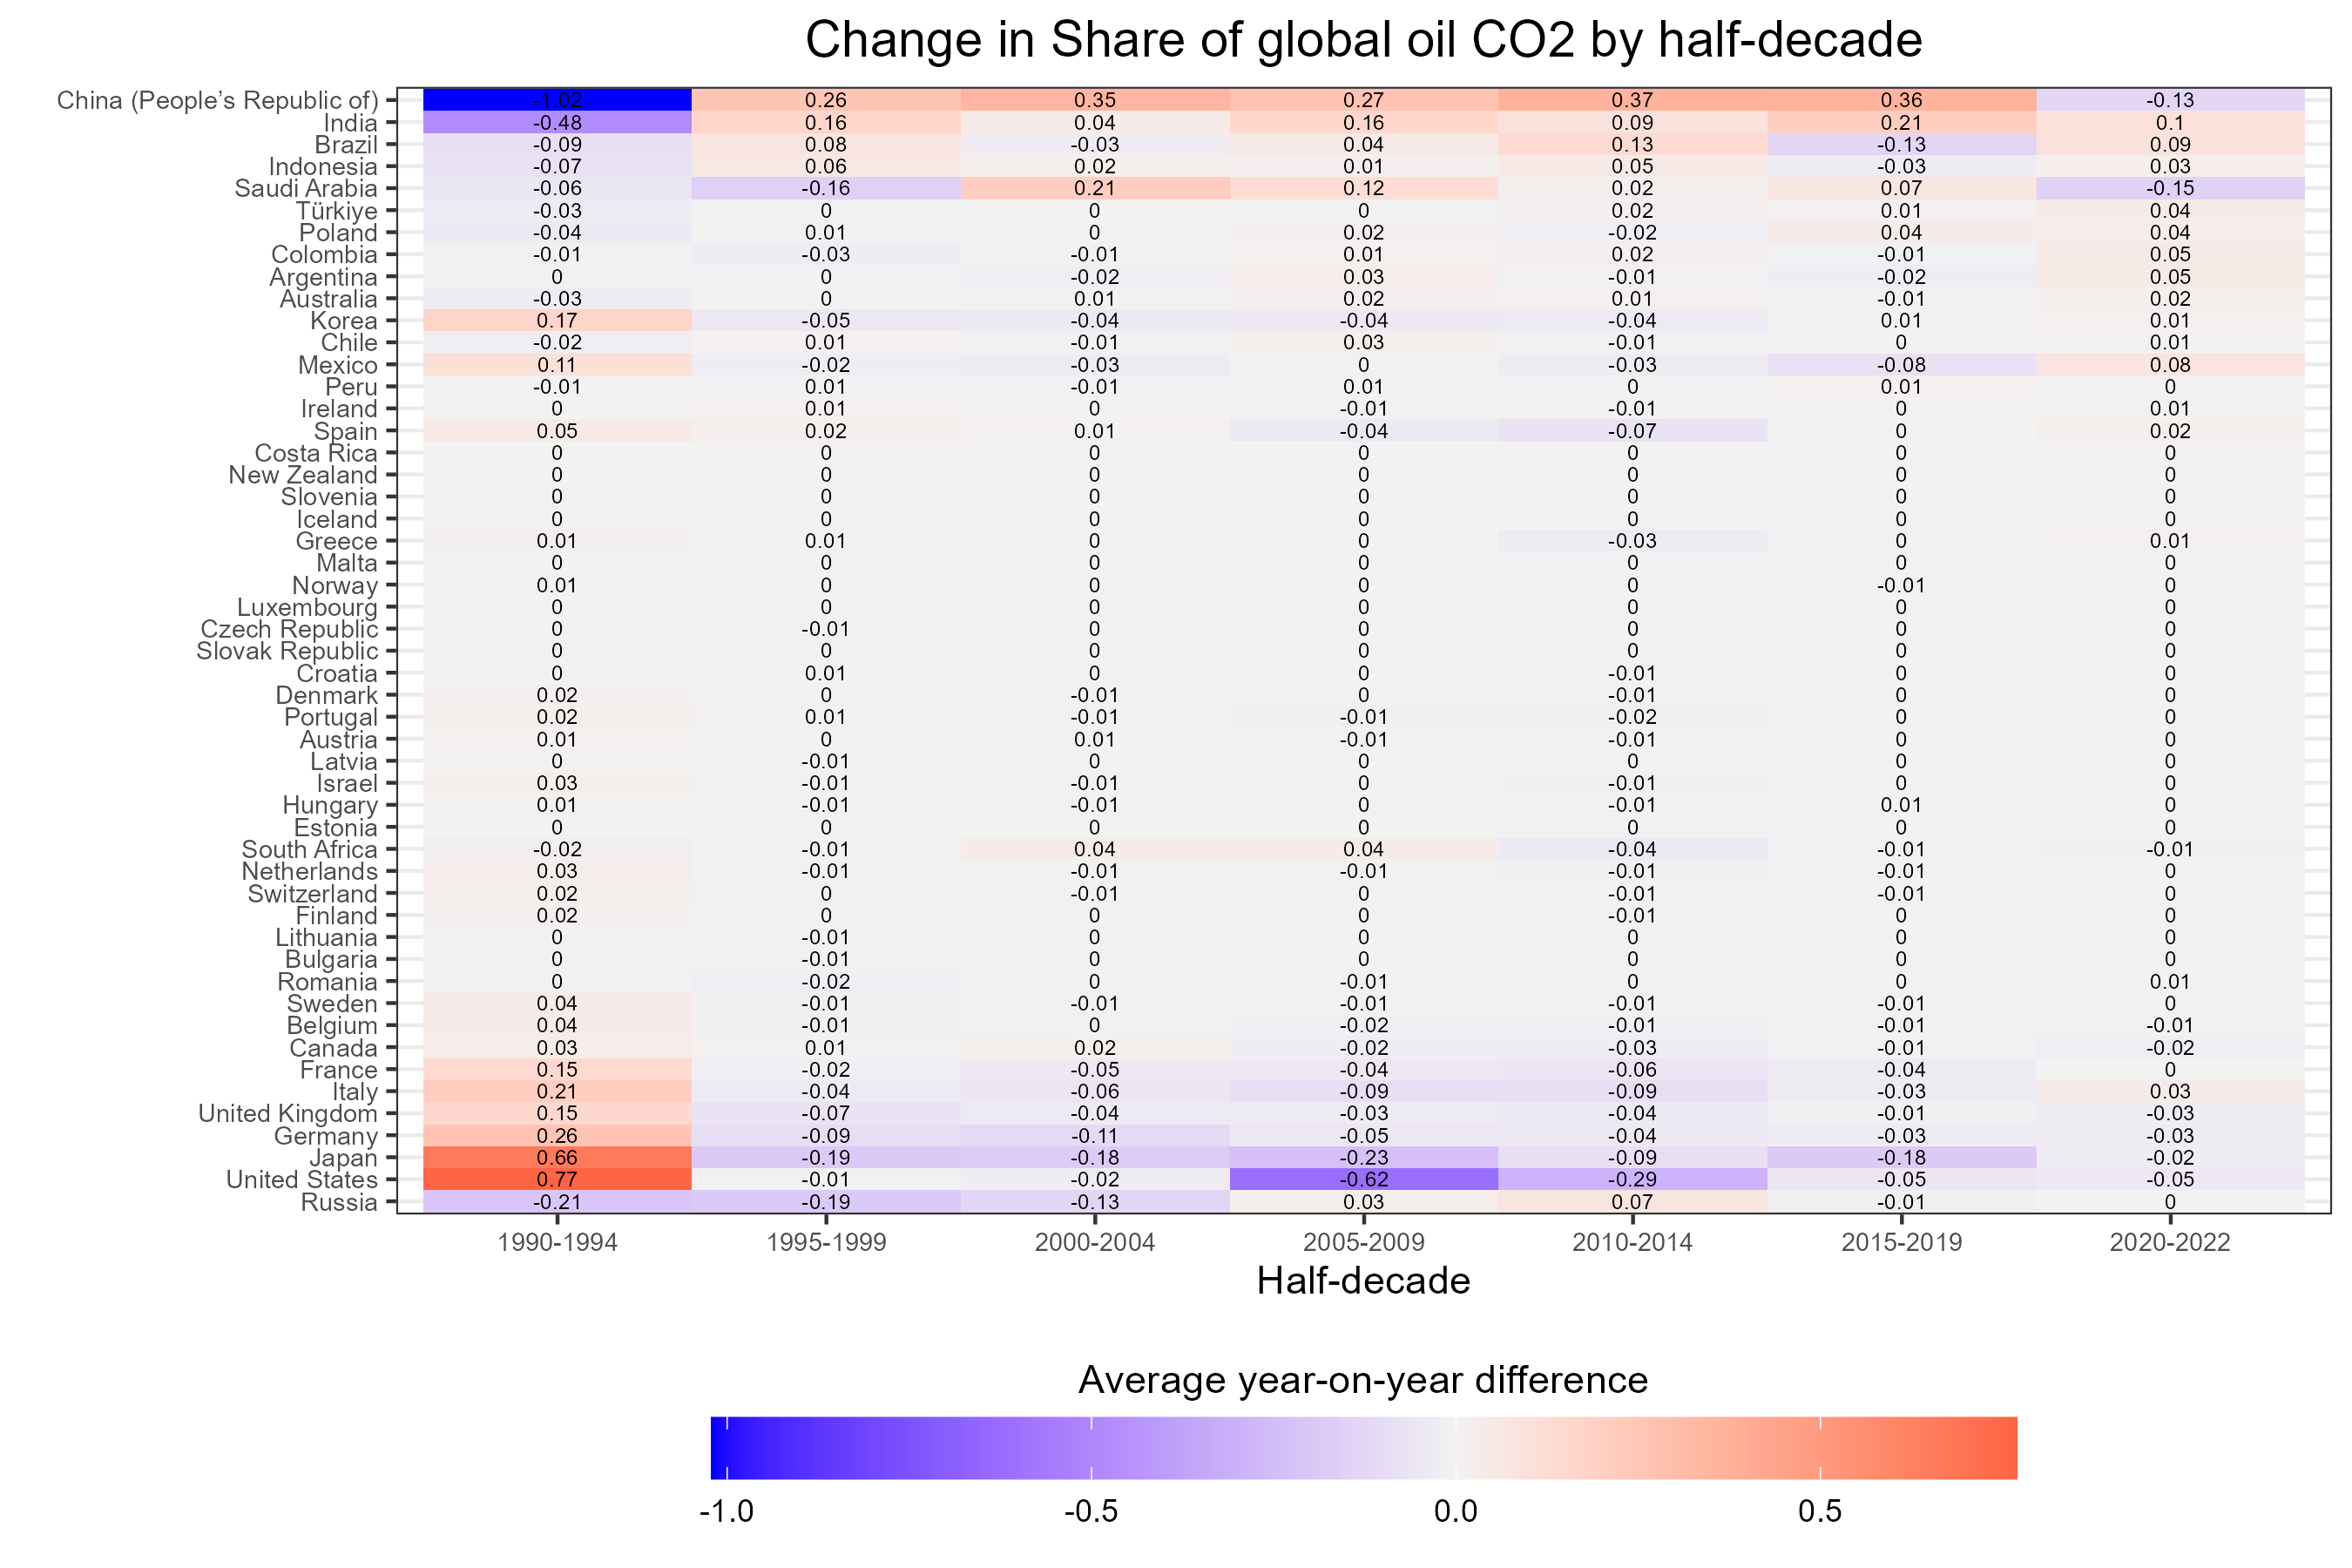 Change in Share of global oil CO2 by half-decade
China (People’s Republic of) -1.02 0.26 0.35 0.27 0.37 0.36 -0.13
India -0.48 0.16 0.04 0.16 0.09 0.21 0.1
Brazil -0.09 0.08 -0.03 0.04 0.13 -0.13 0.09
Indonesia -0.07 0.06 0.02 0.01 0.05 -0.03 0.03
Saudi Arabia -0.06 -0.16 0.21 0.12 0.02 0.07 -0.15
Türkiye -0.03 0 0 0 0.02 0.01 0.04
Poland -0.04 0.01 0 0.02 -0.02 0.04 0.04
Colombia -0.01 -0.03 -0.01 0.01 0.02 -0.01 0.05
Argentina 0 0 -0.02 0.03 -0.01 -0.02 0.05
Australia -0.03 0 0.01 0.02 0.01 -0.01 0.02
Korea 0.17 -0.05 -0.04 -0.04 -0.04 0.01 0.01
Chile -0.02 0.01 -0.01 0.03 -0.01 0 0.01
Mexico 0.11 -0.02 -0.03 0 -0.03 -0.08 0.08
Peru -0.01 0.01 -0.01 0.01 0 0.01 0
Ireland 0 0.01 0 -0.01 -0.01 0 0.01
Spain 0.05 0.02 0.01 -0.04 -0.07 0 0.02
Costa Rica 0 0 0 0 0 0 0
New Zealand 0 0 0 0 0 0 0
Slovenia 0 0 0 0 0 0 0
Iceland 0 0 0 0 0 0 0
Greece 0.01 0.01 0 0 -0.03 0 0.01
Malta 0 0 0 0 0 0 0
Norway 0.01 0 0 0 0 -0.01 0
Luxembourg 0 0 0 0 0 0 0
Czech Republic 0 -0.01 0 0 0 0 0
Slovak Republic 0 0 0 0 0 0 0
Croatia 0 0.01 0 0 -0.01 0 0
Denmark 0.02 0 -0.01 0 -0.01 0 0
Portugal 0.02 0.01 -0.01 -0.01 -0.02 0 0
Austria 0.01 0 0.01 -0.01 -0.01 0 0
Latvia 0 -0.01 0 0 0 0 0
Israel 0.03 -0.01 -0.01 0 -0.01 0 0
Hungary 0.01 -0.01 -0.01 0 -0.01 0.01 0
Estonia 0 0 0 0 0 0 0
South Africa -0.02 -0.01 0.04 0.04 -0.04 -0.01 -0.01
Netherlands 0.03 -0.01 -0.01 -0.01 -0.01 -0.01 0
Switzerland 0.02 0 -0.01 0 -0.01 -0.01 0
Finland 0.02 0 0 0 -0.01 0 0
Lithuania 0 -0.01 0 0 0 0 0
Bulgaria 0 -0.01 0 0 0 0 0
Romania 0 -0.02 0 -0.01 0 0 0.01
Sweden 0.04 -0.01 -0.01 -0.01 -0.01 -0.01 0
Belgium 0.04 -0.01 0 -0.02 -0.01 -0.01 -0.01
Canada 0.03 0.01 0.02 -0.02 -0.03 -0.01 -0.02
France 0.15 -0.02 -0.05 -0.04 -0.06 -0.04 0
Italy 0.21 -0.04 -0.06 -0.09 -0.09 -0.03 0.03
United Kingdom 0.15 -0.07 -0.04 -0.03 -0.04 -0.01 -0.03
Germany 0.26 -0.09 -0.11 -0.05 -0.04 -0.03 -0.03
Japan 0.66 -0.19 -0.18 -0.23 -0.09 -0.18 -0.02
United States 0.77 -0.01 -0.02 -0.62 -0.29 -0.05 -0.05
Russia -0.21 -0.19 -0.13 0.03 0.07 -0.01 0
1990-1994 1995-1999 2000-2004 2005-2009 2010-2014 2015-2019 2020-2022
Half-decade
Average year-on-year difference
-1.0 -0.5 0.0 0.5